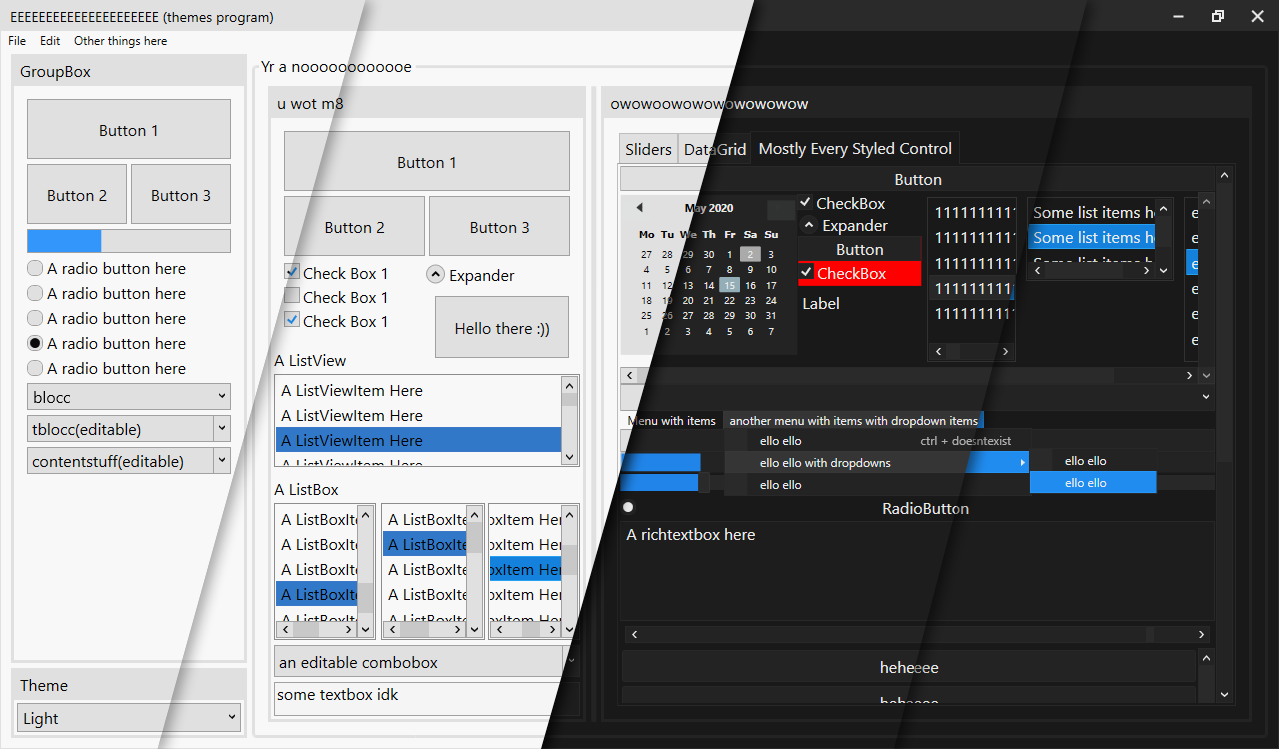 EEEEEEEEEEEEEEEEEEEEE (themes program)
File Edit Other things here
GroupBox
Button 1
Button 2 Button 3
A radio button here
A radio button here
A radio button here
A radio button here
A radio button here
blocc
tblocc(editable)
contentstuff(editable)
Theme
Light
Yr a nooooooooooooe
u wot m8
Button 1
Button 2 Button 3
Check Box 1
Check Box 1
Check Box 1
Expander
Hello there :))
A ListView
A ListViewItem Here
A ListViewItem Here
A ListViewItem Here
A ListViewItem Here
A ListBox
A ListBoxIte
A ListBoxIte
A ListBoxIte
A ListBoxIte
A ListBoxIte
A ListBoxIte
A ListBoxIte
A ListBoxIte
A ListBoxIte
A ListBoxIte
oxItem Her
oxItem Her
oxItem Her
oxItem Her
oxItem Her
an editable combobox
some textbox idk
owowoowowowowowowow
Sliders DataGrid Mostly Every Styled Control
Button
May 2020
Mo Tu We Th Fr Sa Su
27 28 29 30 1 2 3
4 5 6 7 8 9 10
11 12 13 14 15 16 17
18 19 20 21 22 23 24
25 26 27 28 29 30 31
1 2 3 4 5 6 7
CheckBox
Expander
Button
CheckBox
Label
1111111111
1111111111
1111111111
1111111111
1111111111
Some list items he
Some list items he
Some list items he
e
e
e
e
e
e
Menu with items another menu with items with dropdown items
ello ello ctrl + doesntexist
ello ello with dropdowns
ello ello
ello ello
ello ello
RadioButton
A richtextbox here
heheeee
heheeee